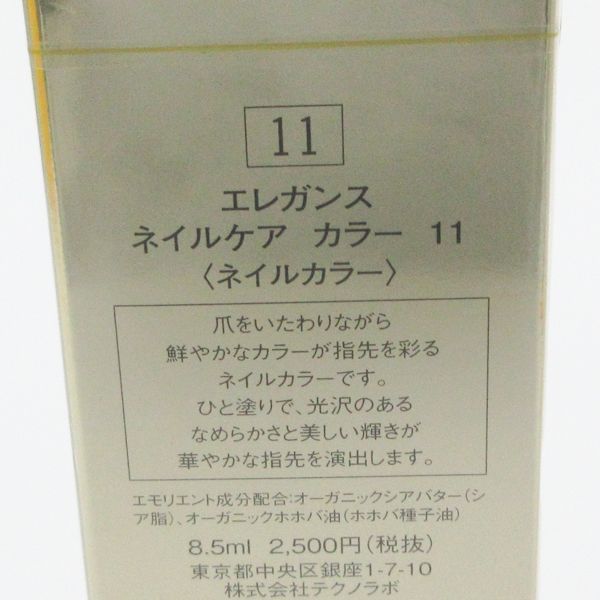 11
エレガンス
ネイルケア カラー 11
〈ネイルカラー〉
爪をいたわりながら
鮮やかなカラーが指先を彩る
ネイルカラーです。
ひと塗りで、光沢のある
なめらかさと美しい輝きが
華やかな指先を演出します。
エモリエント成分配合:オーガニックシアバター(シ
ア脂)、オーガニックホホバ油(ホホバ種子油)
8.5ml 2,500円(税抜)
東京都中央区銀座1-7-10
株式会社テクノラボ